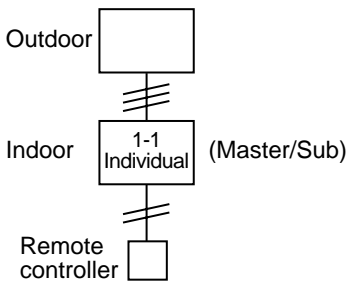 Outdoor
Indoor
1-1
Individual
(Master/Sub)
Remote
controller